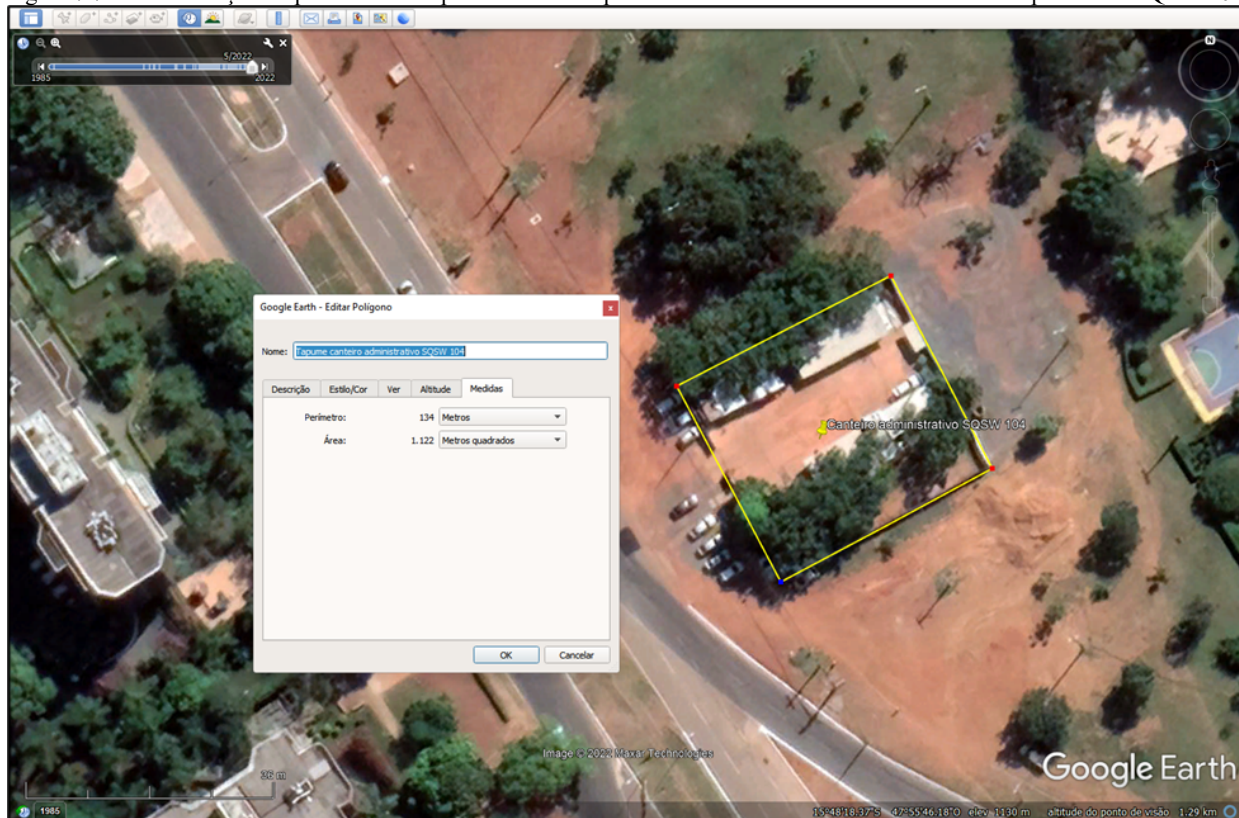 5/2022
1985
2022
N
Google Earth - Editar Polígono
x
Nome: Tapume canteiro administrativo SQSW 104
Descrição Estilo/Cor Ver Altitude Medidas
Perímetro: 134 Metros
Área: 1.122 Metros quadrados
OK Cancelar
Canteiro administrativo SQSW 104
Image © 2022 Maxar Technologies
36 m
Google Earth
1985
15°48'18.37"S 47°55'46.18"O elev 1130 m altitude do ponto de visão 1.29 km